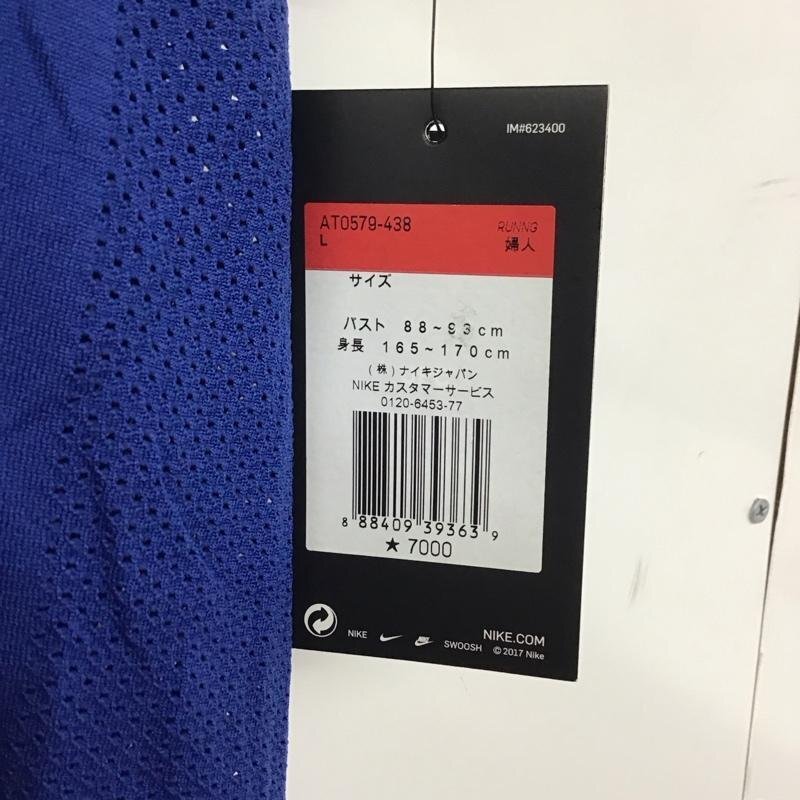 IM#623400
AT0579-438 RUNNG
L 婦人
サイズ
バスト 88~93cm
身長 165~170cm
(株)ナイキジャパン
NIKE カスタマーサービス
0120-6453-77
8 88409 39363 9
★7000
NIKE SWOOSH NIKE.COM
© 2017 Nike